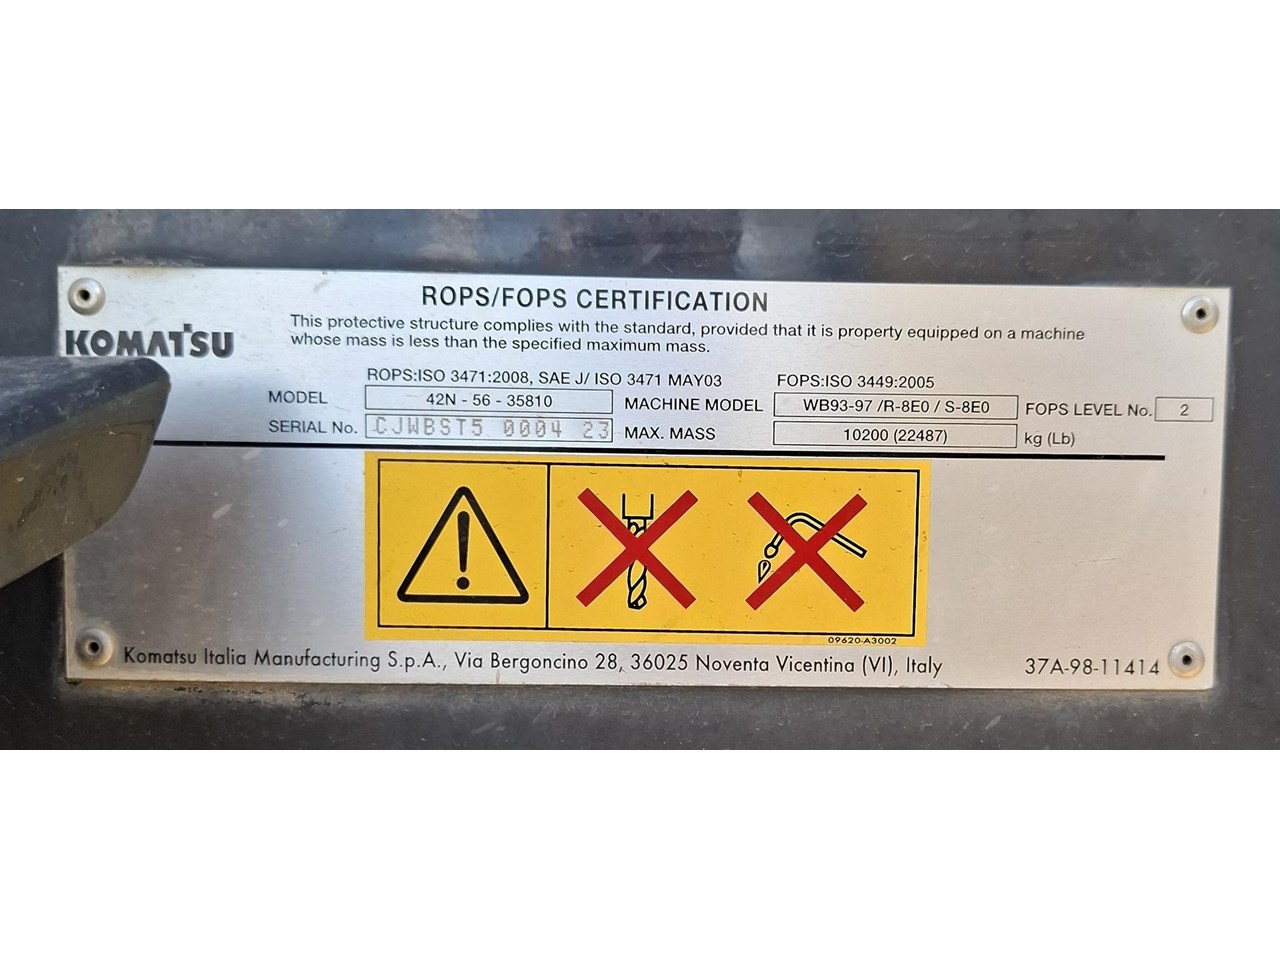 ROPS/FOPS CERTIFICATION
KOMATSU
This protective structure complies with the standard, provided that it is property equipped on a machine
whose mass is less than the specified maximum mass.
ROPS:ISO 3471:2008, SAE J/ ISO 3471 MAY03 FOPS:ISO 3449:2005
MODEL 42N - 56 - 35810 MACHINE MODEL WB93-97 /R-8E0 / S-8E0 FOPS LEVEL No. 2
SERIAL No. CJWBST5 0004 23 MAX. MASS 10200 (22487) kg (Lb)
09620-A3002
Komatsu Italia Manufacturing S.p.A., Via Bergoncino 28, 36025 Noventa Vicentina (VI), Italy 37A-98-11414